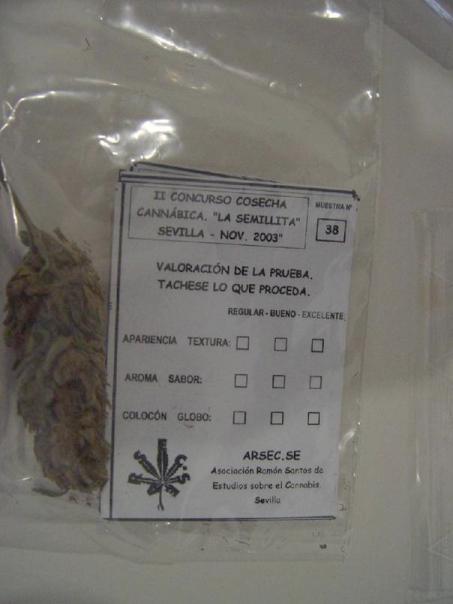 II CONCURSO COSECHA
CANNÁBICA. "LA SEMILLITA"
SEVILLA - NOV. 2003"
MUESTRA Nº
38
VALORACIÓN DE LA PRUEBA.
TACHESE LO QUE PROCEDA.
REGULAR - BUENO - EXCELENTE
APARIENCIA TEXTURA:
AROMA SABOR:
COLOCÓN GLOBO:
ARSEC.SE
Asociación Ramón Santos de
Estudios sobre el Cannabis.
Sevilla